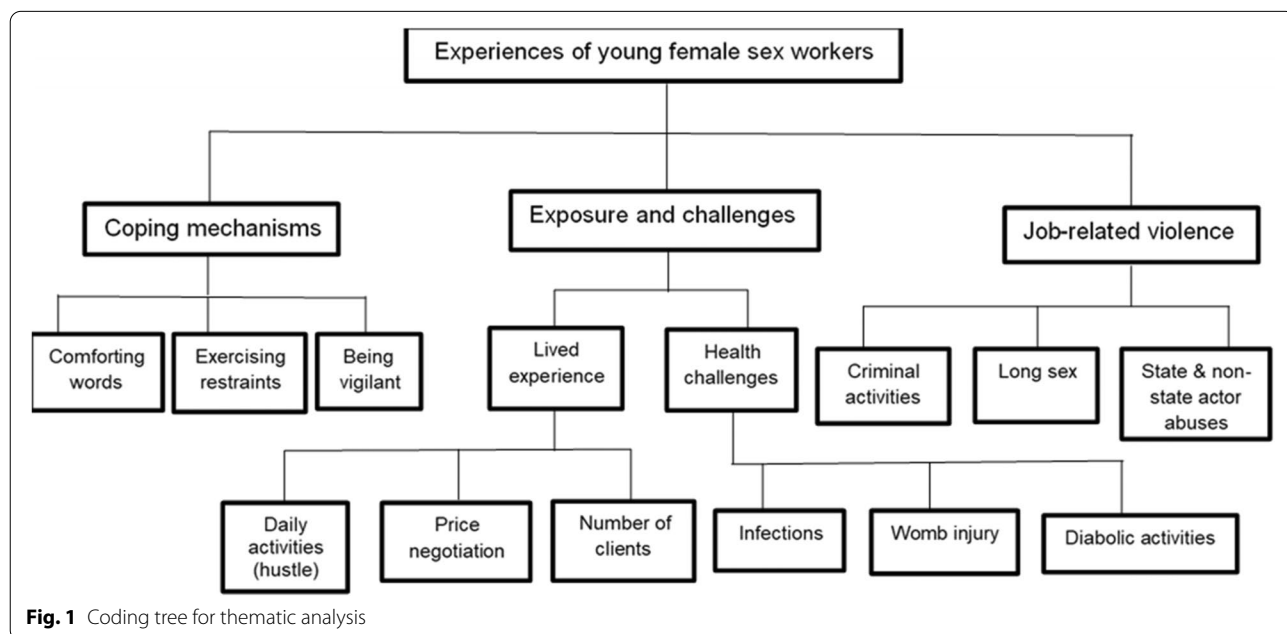 Experiences of young female sex workers
Coping mechanisms
Exposure and challenges
Job-related violence
Comforting
words
Exercising
restraints
Being
vigilant
Lived
experience
Health
challenges
Criminal
activities
Long sex
State & non-
state actor
abuses
Daily
activities
(hustle)
Price
negotiation
Number of
clients
Infections
Womb injury
Diabolic activities
Fig. 1 Coding tree for thematic analysis